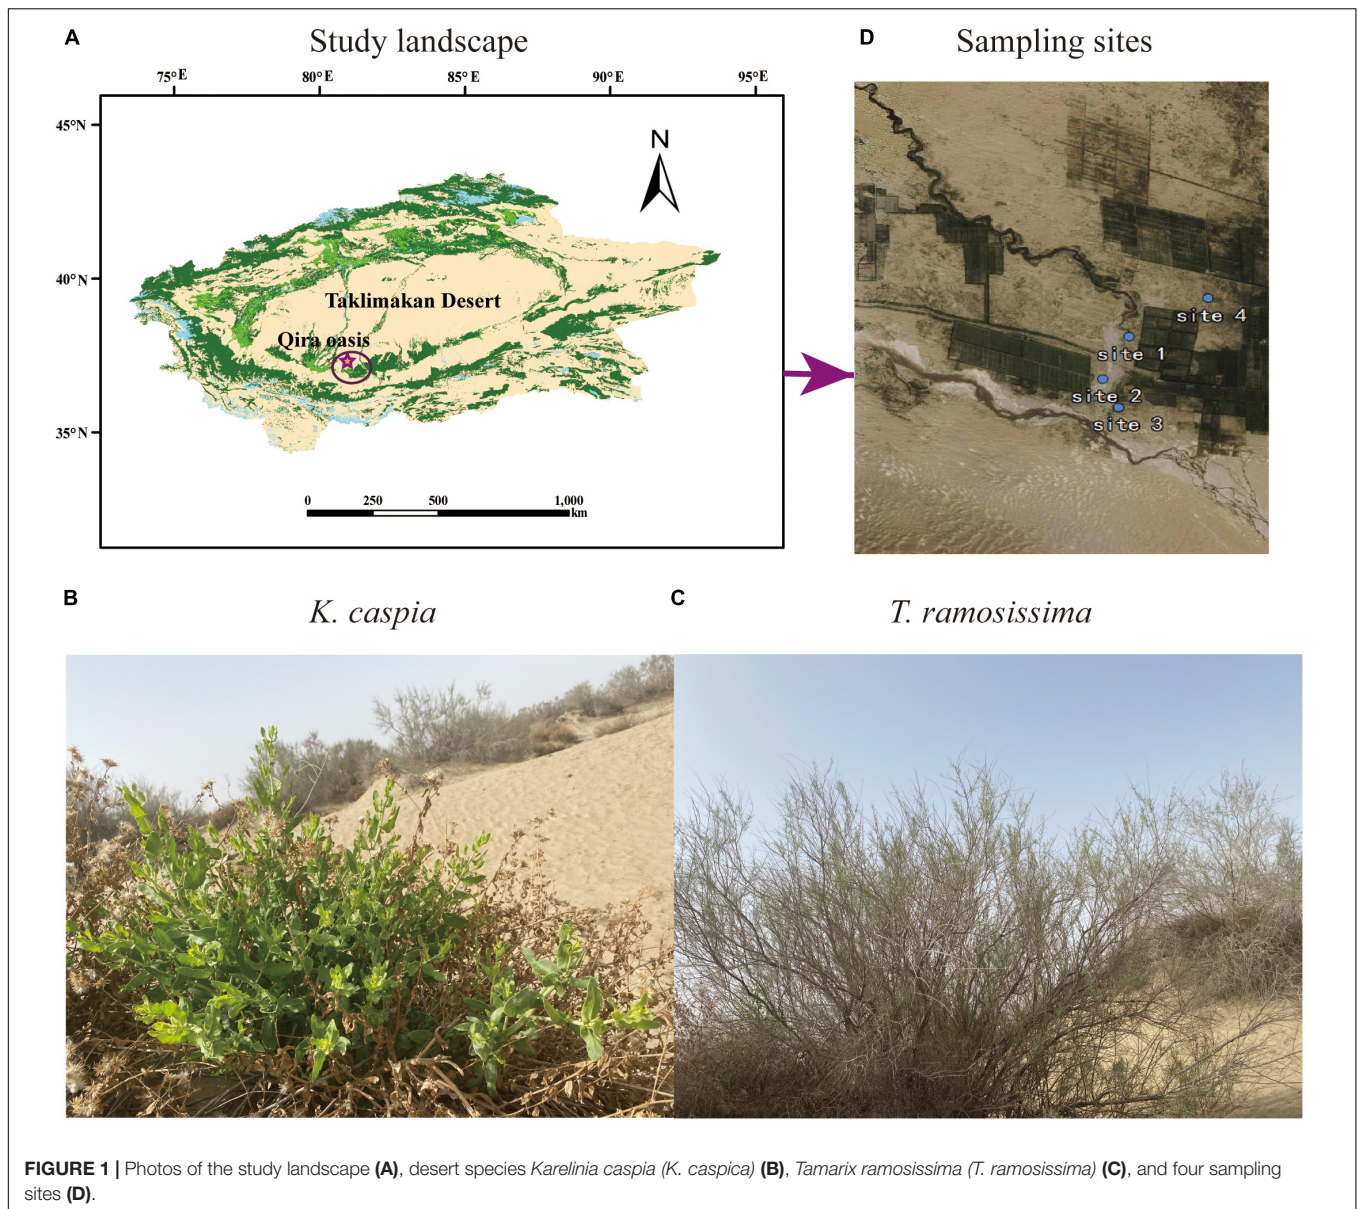 A
Study landscape
75°E
80°E
85°E
90°E
95°E
45°N
40°N
35°N
N
Taklimakan Desert
Qira oasis
0
250
500
1,000
km
D
Sampling sites
site 4
site 1
site 2
site 3
B
K. caspia
C
T. ramosissima
FIGURE 1 | Photos of the study landscape (A), desert species Karelinia caspia (K. caspica) (B), Tamarix ramosissima (T. ramosissima) (C), and four sampling
sites (D).